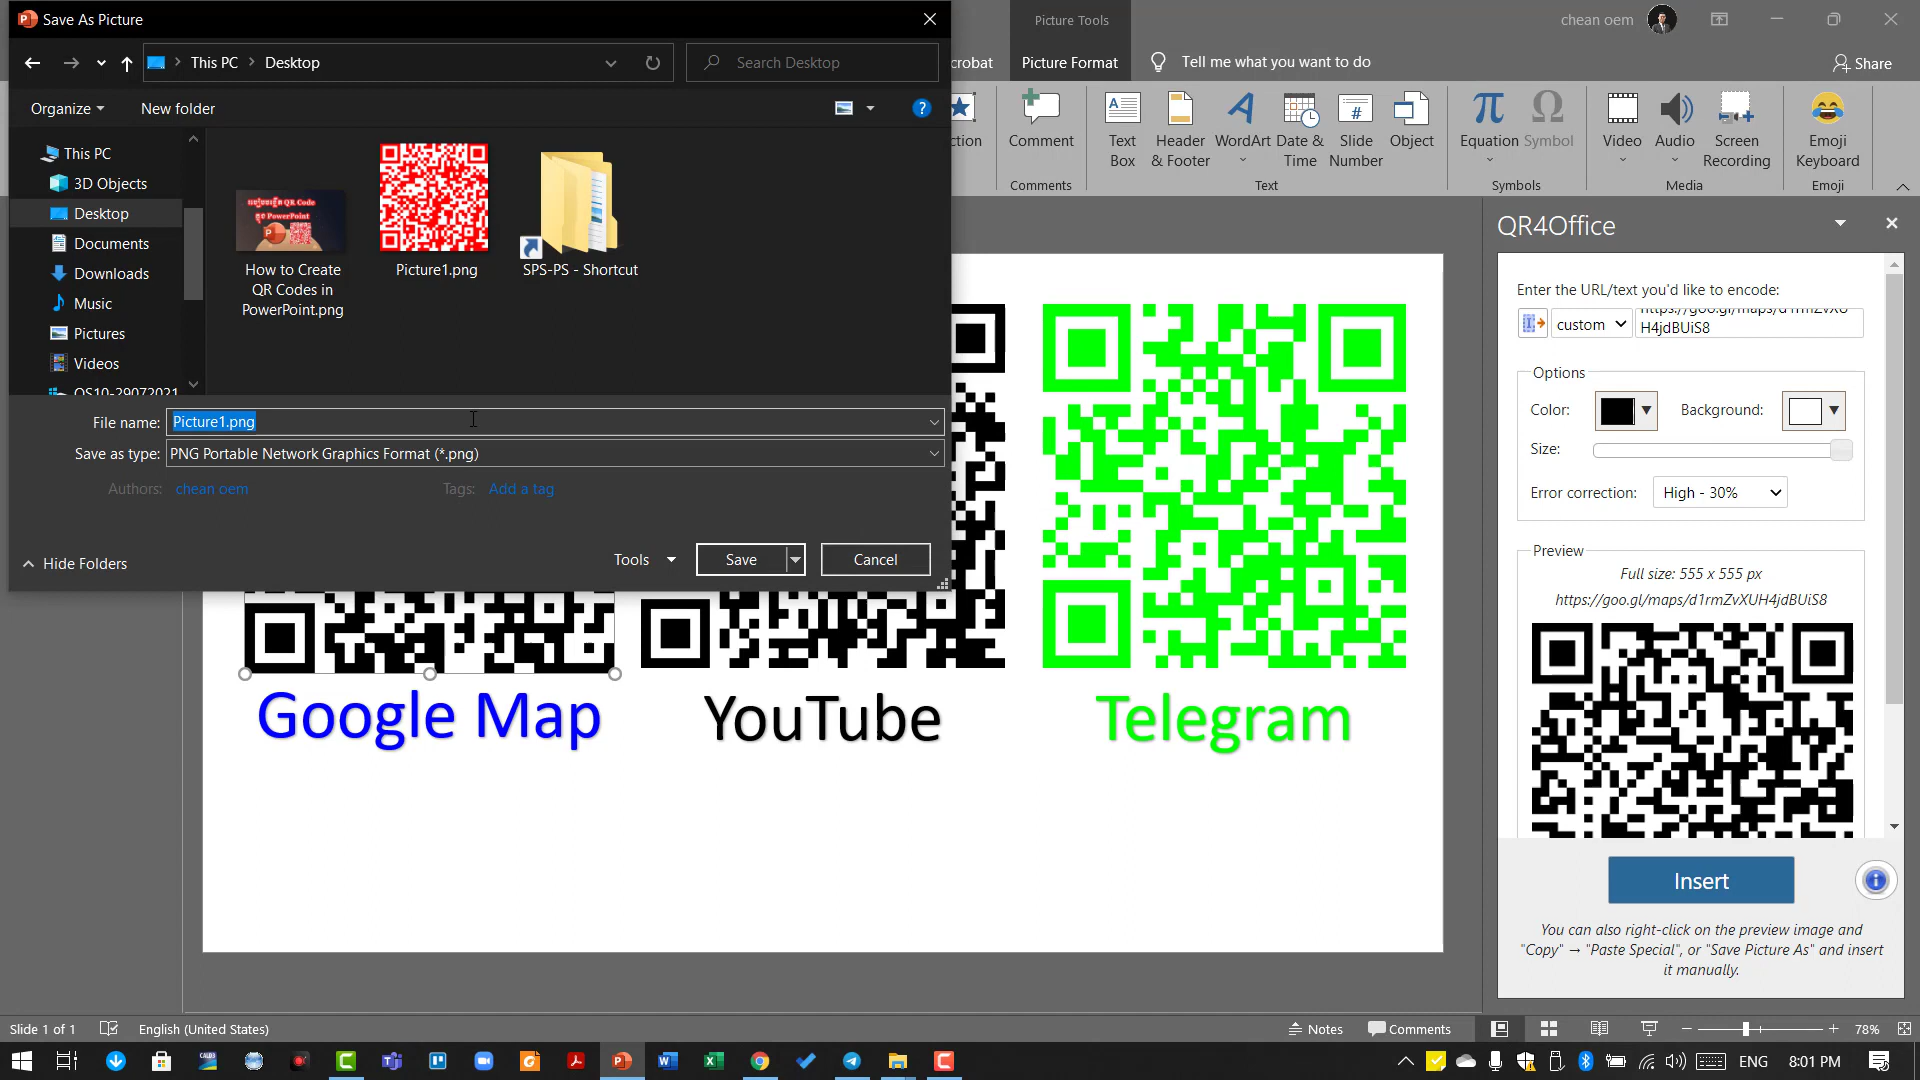 Save As Picture
This PC
Desktop
Search Desktop
Organize
New folder
This PC
3D Objects
Desktop
Documents
Downloads
Music
Pictures
Videos
OS10-29072021
How to Create
QR Codes in
PowerPoint.png
Picture1.png
SPS-PS - Shortcut
File name:
Picture1.png
Save as type:
PNG Portable Network Graphics Format (*.png)
Authors:
chean oem
Tags:
Add a tag
Hide Folders
Tools
Save
Cancel
Picture Tools
chean oem
crobat
Picture Format
Tell me what you want to do
Share
ction
Comment
Text
Box
Header
& Footer
WordArt
Date &
Time
Slide
Number
Object
Equation
Symbol
Video
Audio
Screen
Recording
Emoji
Keyboard
Comments
Text
Symbols
Media
Emoji
Google Map
YouTube
Telegram
QR4Office
Enter the URL/text you'd like to encode:
custom
https://goo.gl/maps/d1rmZvXU
H4jdBUiS8
Options
Color:
Background:
Size:
Error correction:
High - 30%
Preview
Full size: 555 x 555 px
https://goo.gl/maps/d1rmZvXUH4jdBUiS8
Insert
You can also right-click on the preview image and
"Copy" → "Paste Special", or "Save Picture As" and insert
it manually.
Slide 1 of 1
English (United States)
Notes
Comments
78%
ENG
8:01 PM